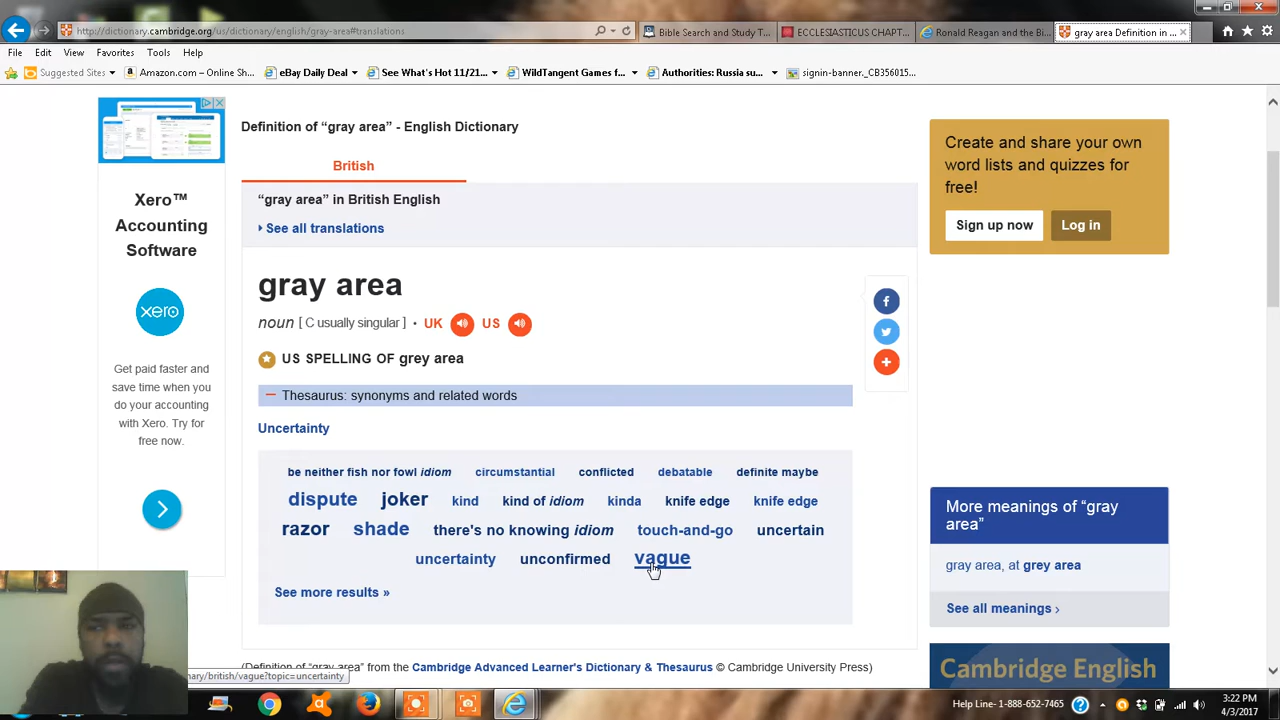 http://dictionary.cambridge.org/us/dictionary/english/gray-area#translations
Bible Search and Study T...
ECCLESIASTICUS CHAPT...
Ronald Reagan and the Bi...
gray area Definition in ...
File Edit View Favorites Tools Help
Suggested Sites
Amazon.com – Online Sh...
eBay Daily Deal
See What's Hot 11/21...
WildTangent Games f...
Authorities: Russia su...
signin-banner._CB356015...
Definition of “gray area” - English Dictionary
British
“gray area” in British English
See all translations
gray area
noun [ C usually singular ] • UK US
US SPELLING OF grey area
Thesaurus: synonyms and related words
Uncertainty
be neither fish nor fowl idiom circumstantial conflicted debatable definite maybe
dispute joker kind kind of idiom kinda knife edge knife edge
razor shade there's no knowing idiom touch-and-go uncertain
uncertainty unconfirmed vague
See more results »
(Definition of “gray area” from the Cambridge Advanced Learner's Dictionary & Thesaurus © Cambridge University Press)
Xero™
Accounting
Software
xero
Get paid faster and
save time when you
do your accounting
with Xero. Try for
free now.
Create and share your own
word lists and quizzes for
free!
Sign up now Log in
More meanings of “gray
area”
gray area, at grey area
See all meanings ›
Cambridge English
nary/british/vague?topic=uncertainty
Help Line- 1-888-652-7465
3:22 PM
4/3/2017